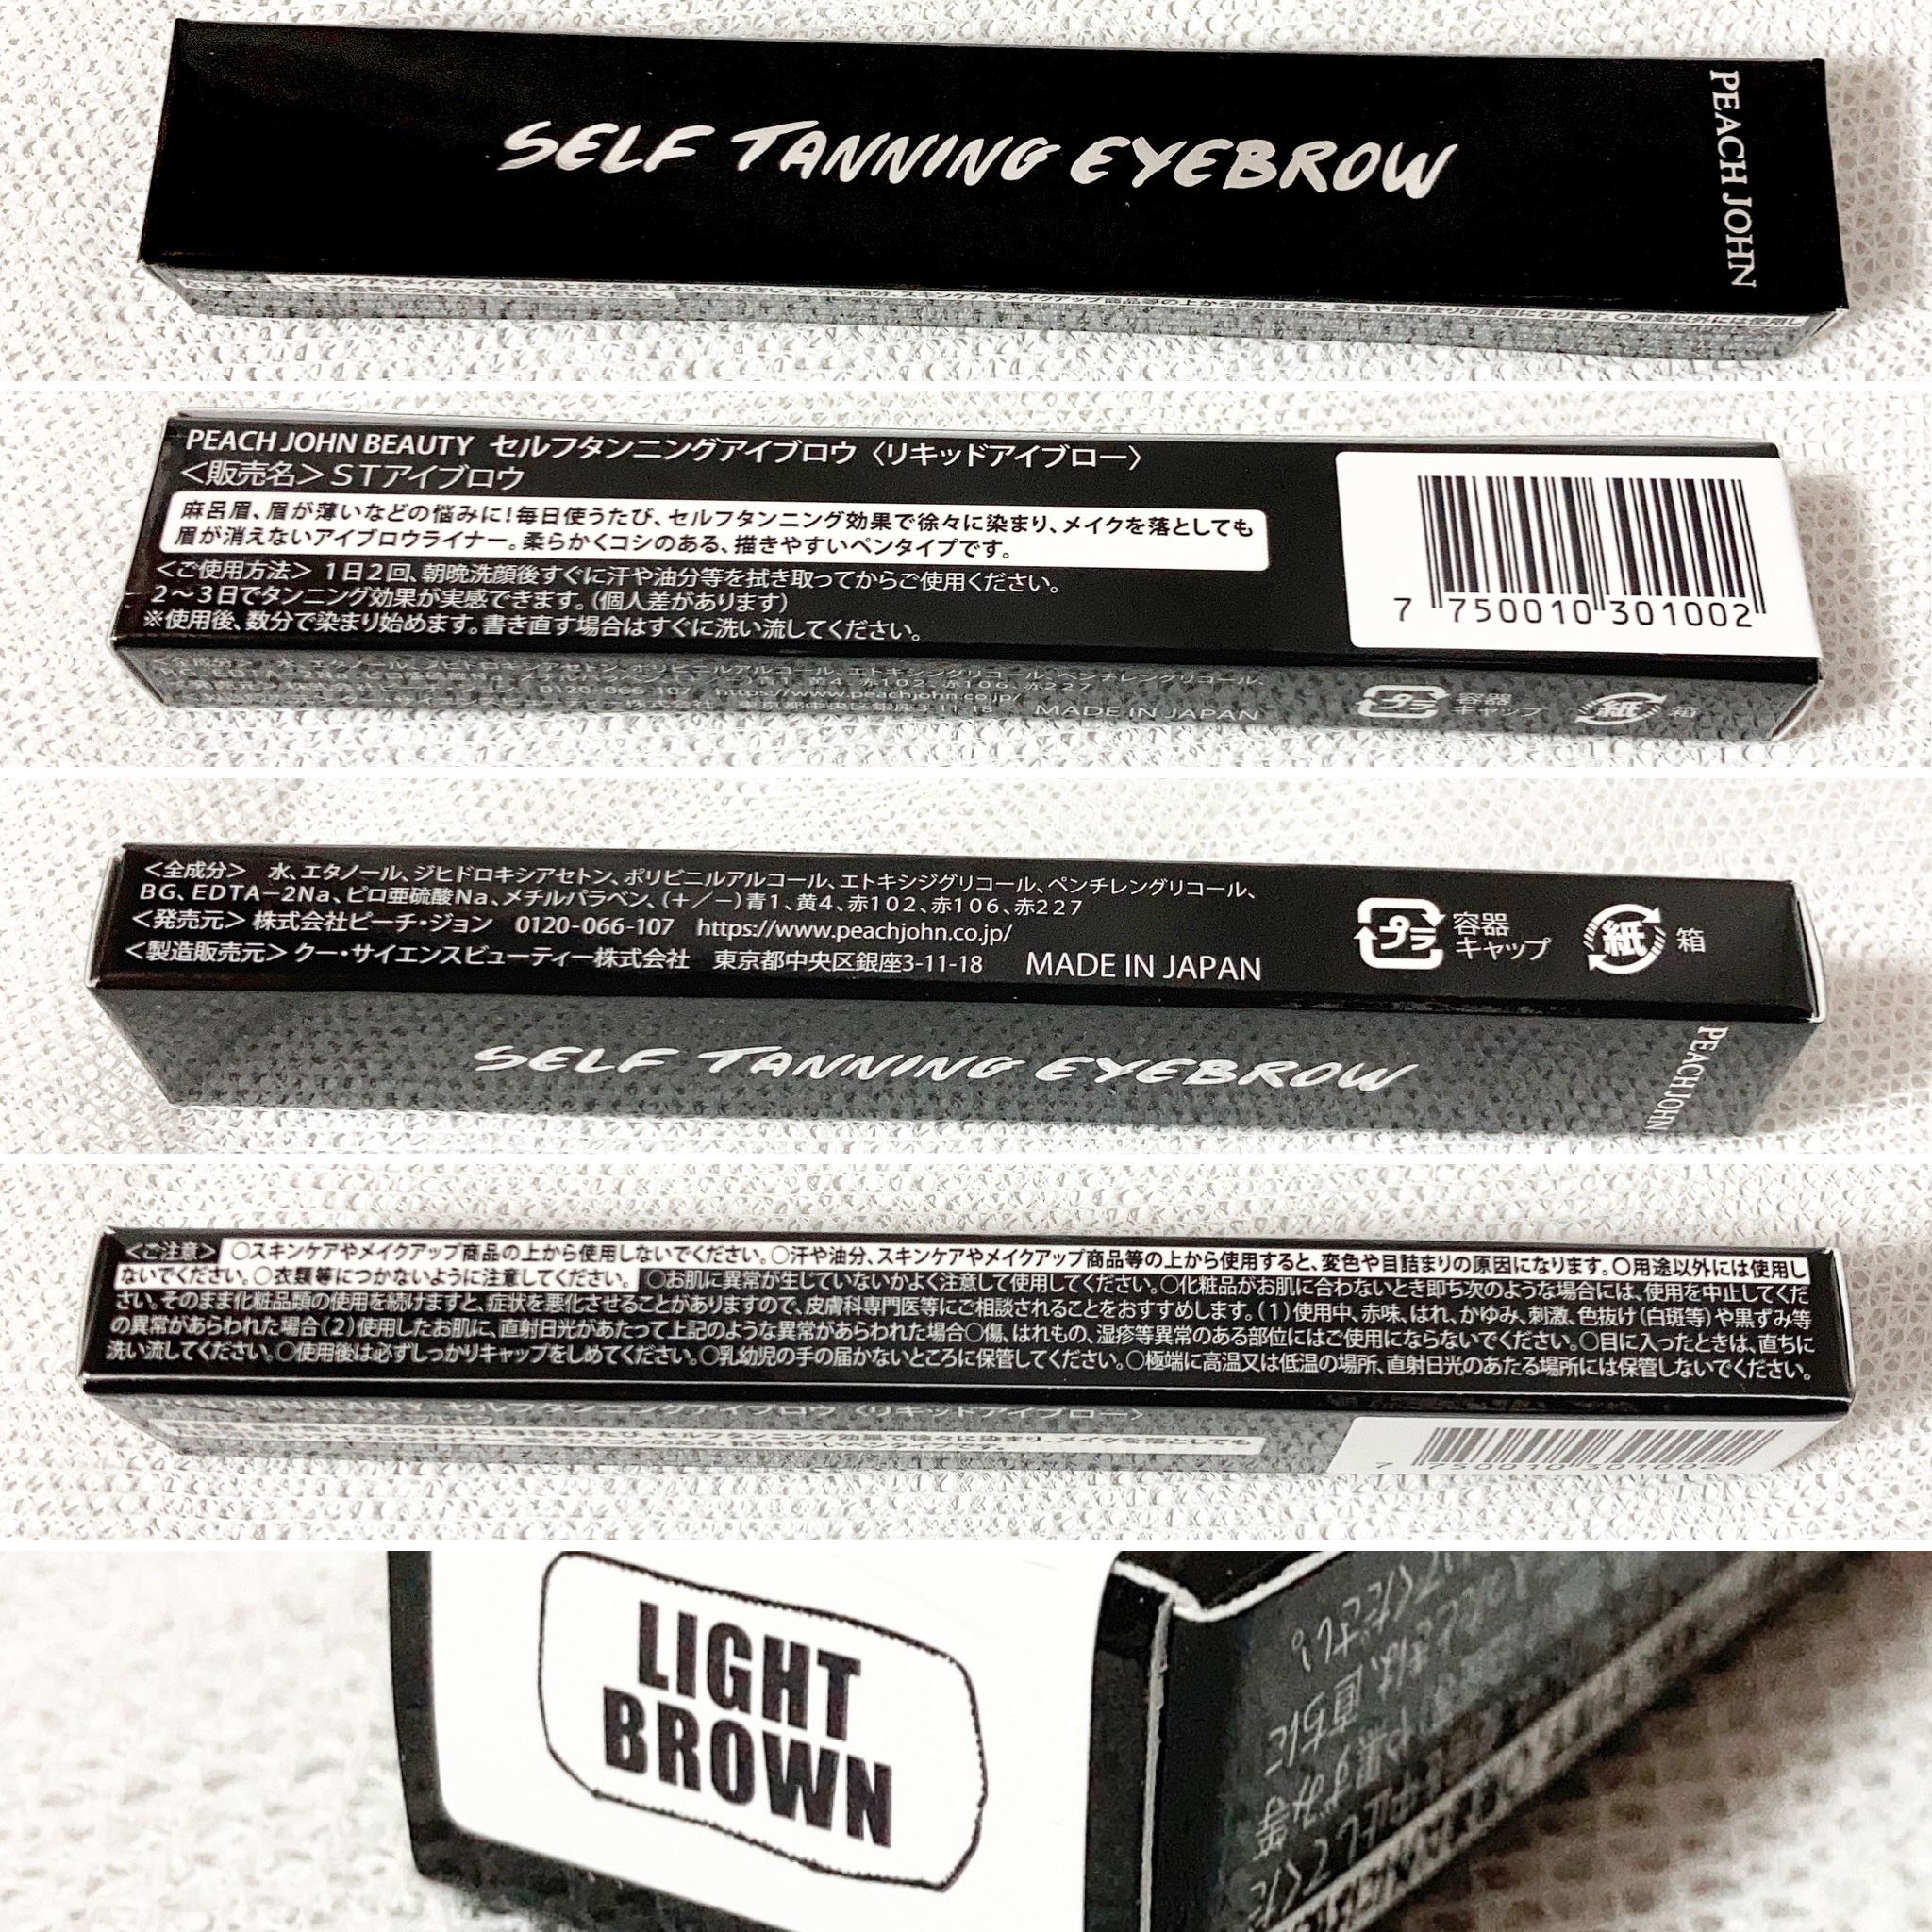 SELF TANNING EYEBROW
PEACH JOHN
PEACH JOHN BEAUTY セルフタンニングアイブロウ〈リキッドアイブロー〉
＜販売名＞STアイブロウ
麻呂眉、眉が薄いなどの悩みに!毎日使うたび、セルフタンニング効果で徐々に染まり、メイクを落としても
眉が消えないアイブロウライナー。柔らかくコシのある、描きやすいペンタイプです。
＜ご使用方法＞ 1日2回、朝晩洗顔後すぐに汗や油分等を拭き取ってからご使用ください。
2～3日でタンニング効果が実感できます。(個人差があります)
※使用後、数分で染まり始めます。書き直す場合はすぐに洗い流してください。
7 750010 301002
＜全成分＞ 水、エタノール、ジヒドロキシアセトン、ポリビニルアルコール、エトキシジグリコール、ペンチレングリコール、
BG、EDTA－2Na、ピロ亜硫酸Na、メチルパラベン、(＋／－)青1、黄4、赤102、赤106、赤227
＜発売元＞ 株式会社ピーチ・ジョン 0120-066-107 https://www.peachjohn.co.jp/
＜製造販売元＞ クー・サイエンスビューティー株式会社 東京都中央区銀座3-11-18 MADE IN JAPAN
プラ 容器
キャップ
紙 箱
SELF TANNING EYEBROW
PEACH JOHN
＜ご注意＞ ○スキンケアやメイクアップ商品の上から使用しないでください。○汗や油分、スキンケアやメイクアップ商品等の上から使用すると、変色や目詰まりの原因になります。○用途以外には使用し
ないでください。○衣類等につかないように注意してください。○お肌に異常が生じていないかよく注意して使用してください。○化粧品がお肌に合わないとき即ち次のような場合には、使用を中止してくだ
さい。そのまま化粧品類の使用を続けますと、症状を悪化させることがありますので、皮膚科専門医等にご相談されることをおすすめします。(1)使用中、赤味、はれ、かゆみ、刺激、色抜け(白斑等)や黒ずみ等
の異常があらわれた場合(2)使用したお肌に、直射日光があたって上記のような異常があらわれた場合○傷、はれもの、湿疹等異常のある部位にはご使用にならないでください。○目に入ったときは、直ちに
洗い流してください。○使用後は必ずしっかりキャップをしめてください。○乳幼児の手の届かないところに保管してください。○極端に高温又は低温の場所、直射日光のあたる場所には保管しないでください。
LIGHT
BROWN